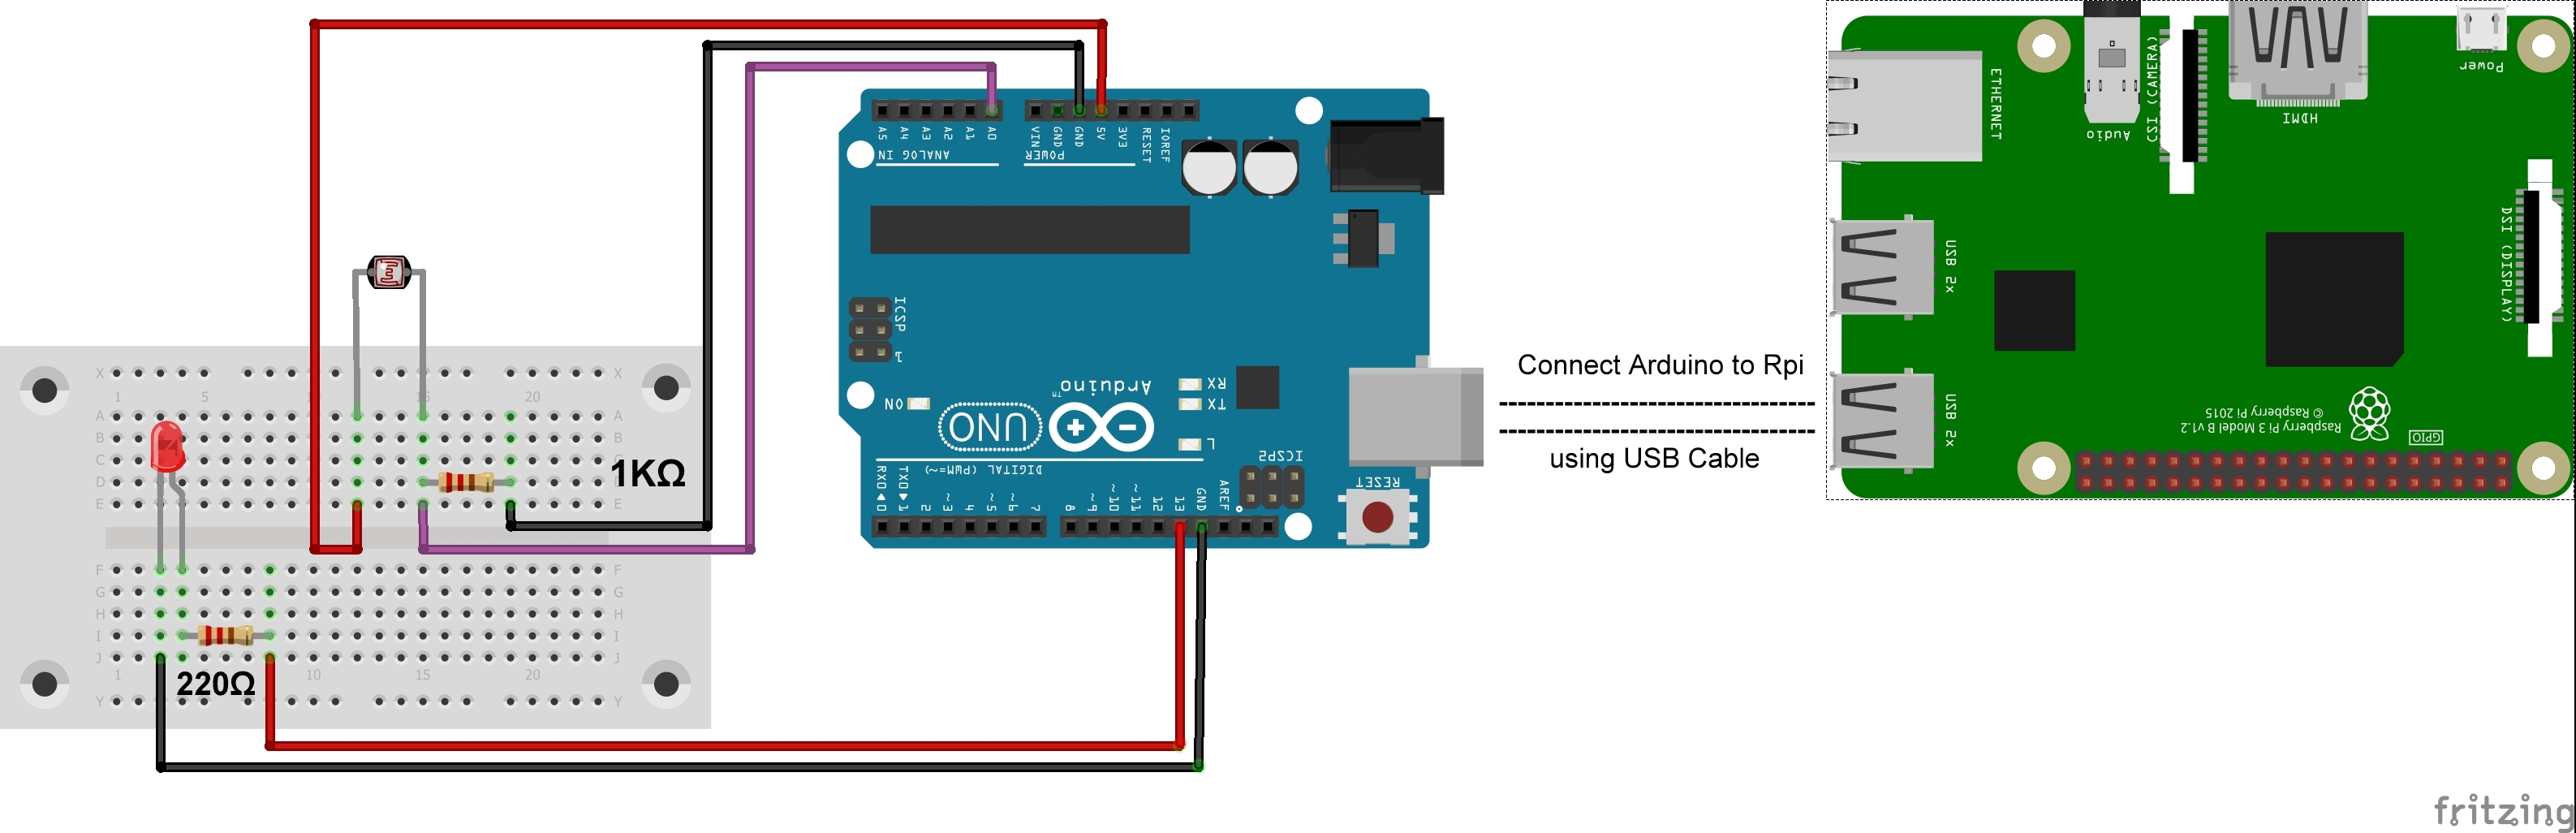 ETHERNET
Audio
CSI (CAMERA)
HDMI
Power
A5 A4 A3 A2 A1 A0
VIN GND GND 5V 3V3 RESET IOREF
ANALOG IN
POWER
DSI (DISPLAY)
USB 2x
ICSP
1
Connect Arduino to Rpi
using USB Cable
X X
1 5 15 20
A A
B B
C C
D D
E E
1KΩ
ON
Arduino
TM
UNO
RX
TX
L
USB 2x
© Raspberry Pi 2015
Raspberry Pi 3 Model B v1.2
GPIO
DIGITAL (PWM=~)
ICSP2
RX0 TX0
0 1 2 ~3 4 ~5 ~6 7
8 ~9 ~10 ~11 12 13 GND AREF
RESET
F F
G G
H H
I I
J J
1 10 15 20
220Ω
Y Y
fritzing